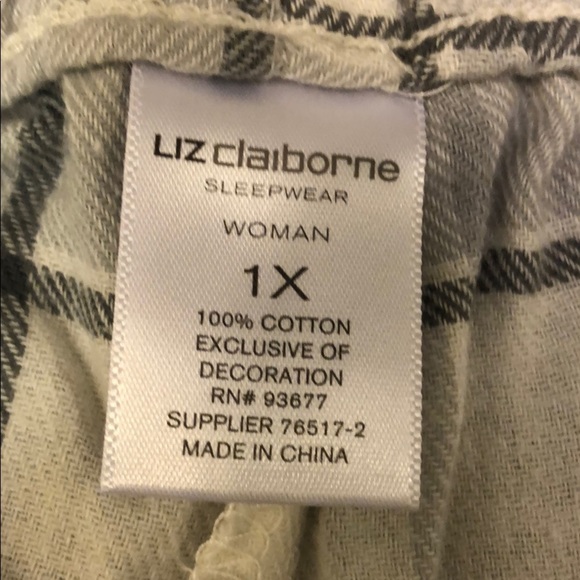 LIZ claiborne
SLEEPWEAR
WOMAN
1X
100% COTTON
EXCLUSIVE OF
DECORATION
RN# 93677
SUPPLIER 76517-2
MADE IN CHINA